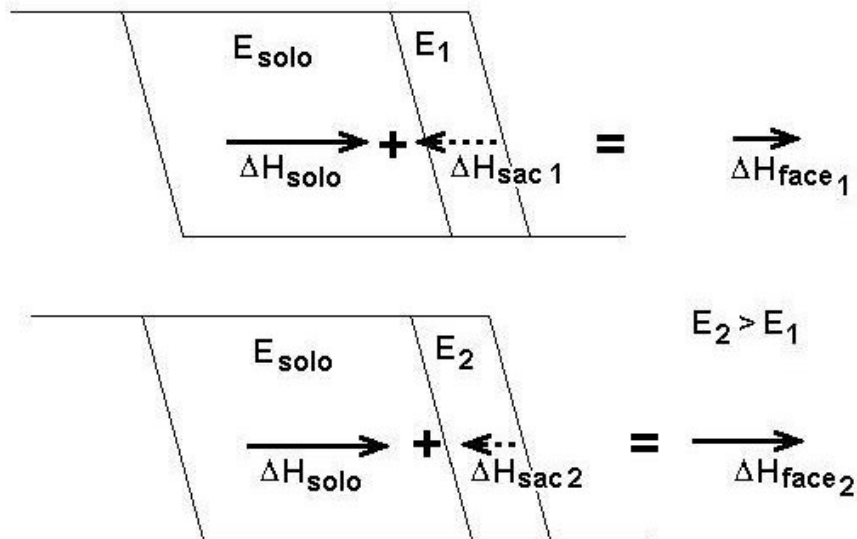 E solo E 1
+ =
ΔH solo ΔH sac 1 ΔH face 1
E 2 > E 1
E solo E 2
+ =
ΔH solo ΔH sac 2 ΔH face 2